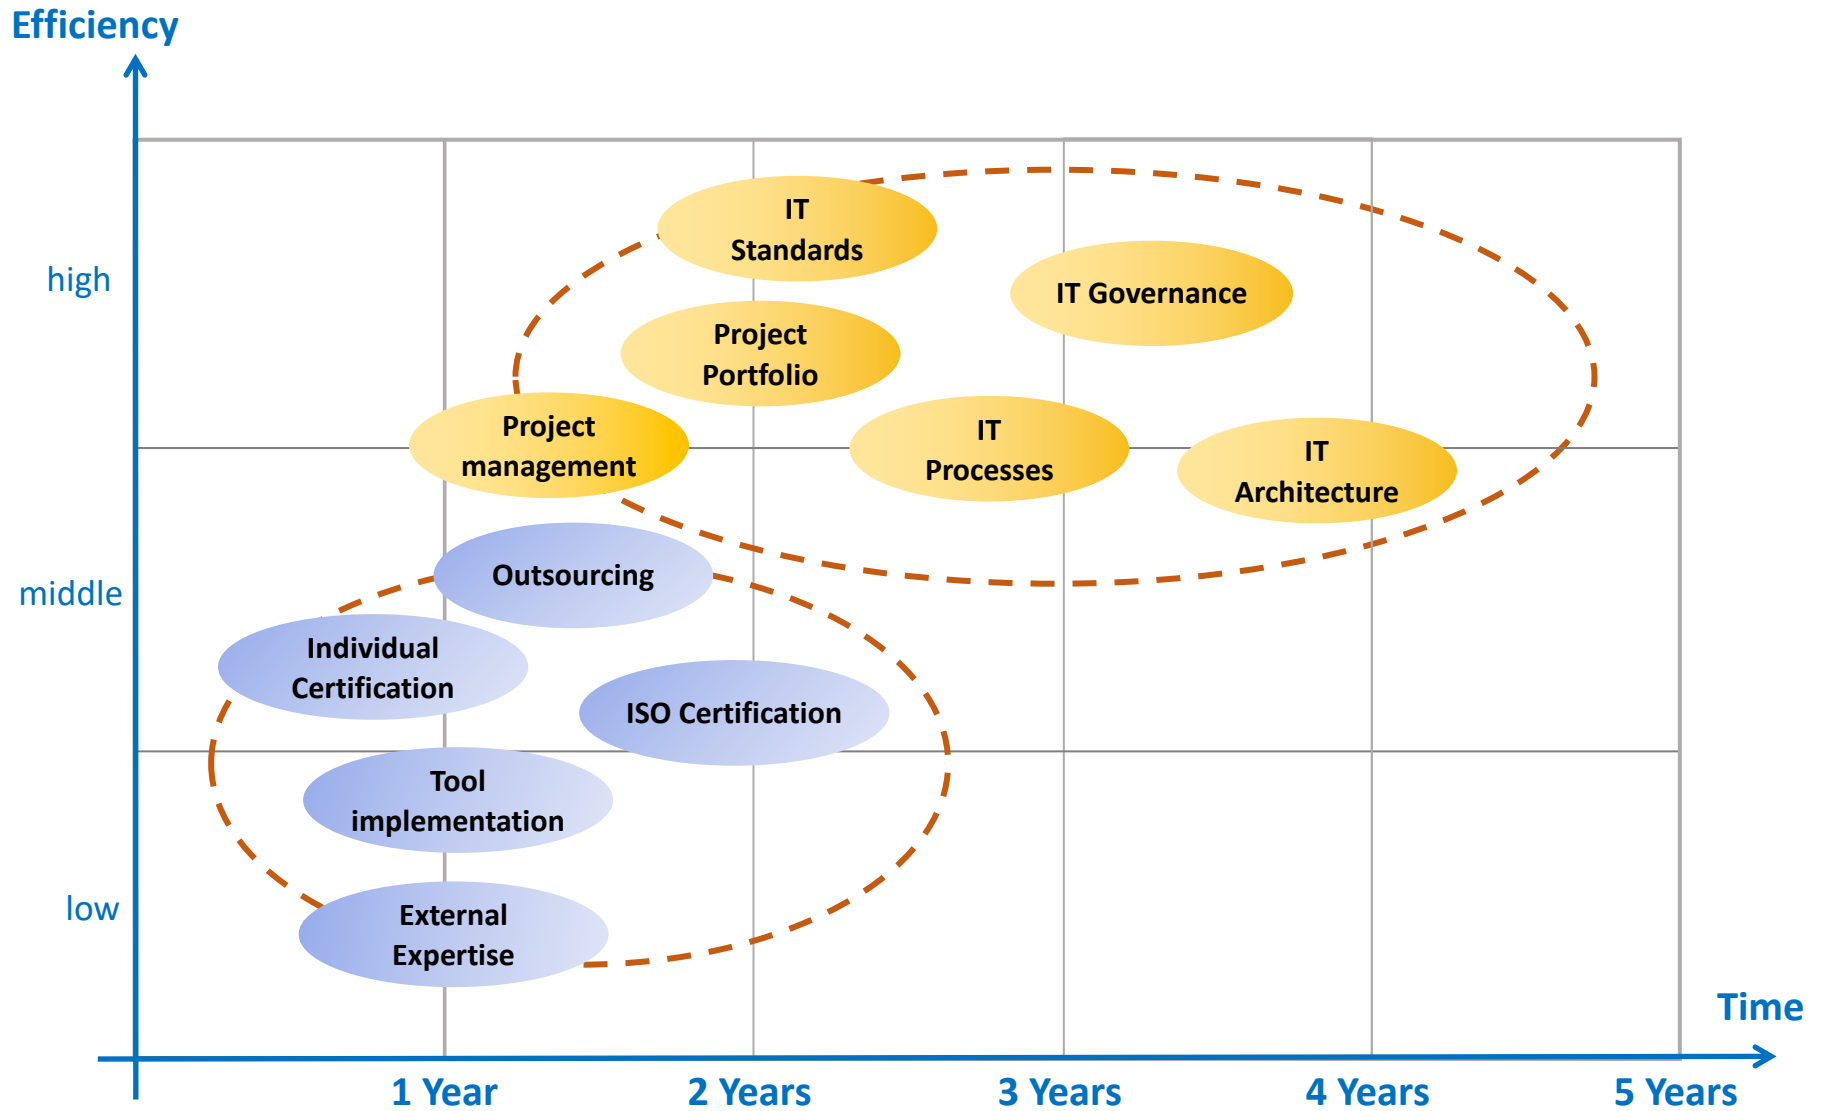 Efficiency
high
middle
low
IT
Standards
IT Governance
Project
Portfolio
Project
management
IT
Processes
IT
Architecture
Outsourcing
Individual
Certification
ISO Certification
Tool
implementation
External
Expertise
Time
1 Year
2 Years
3 Years
4 Years
5 Years